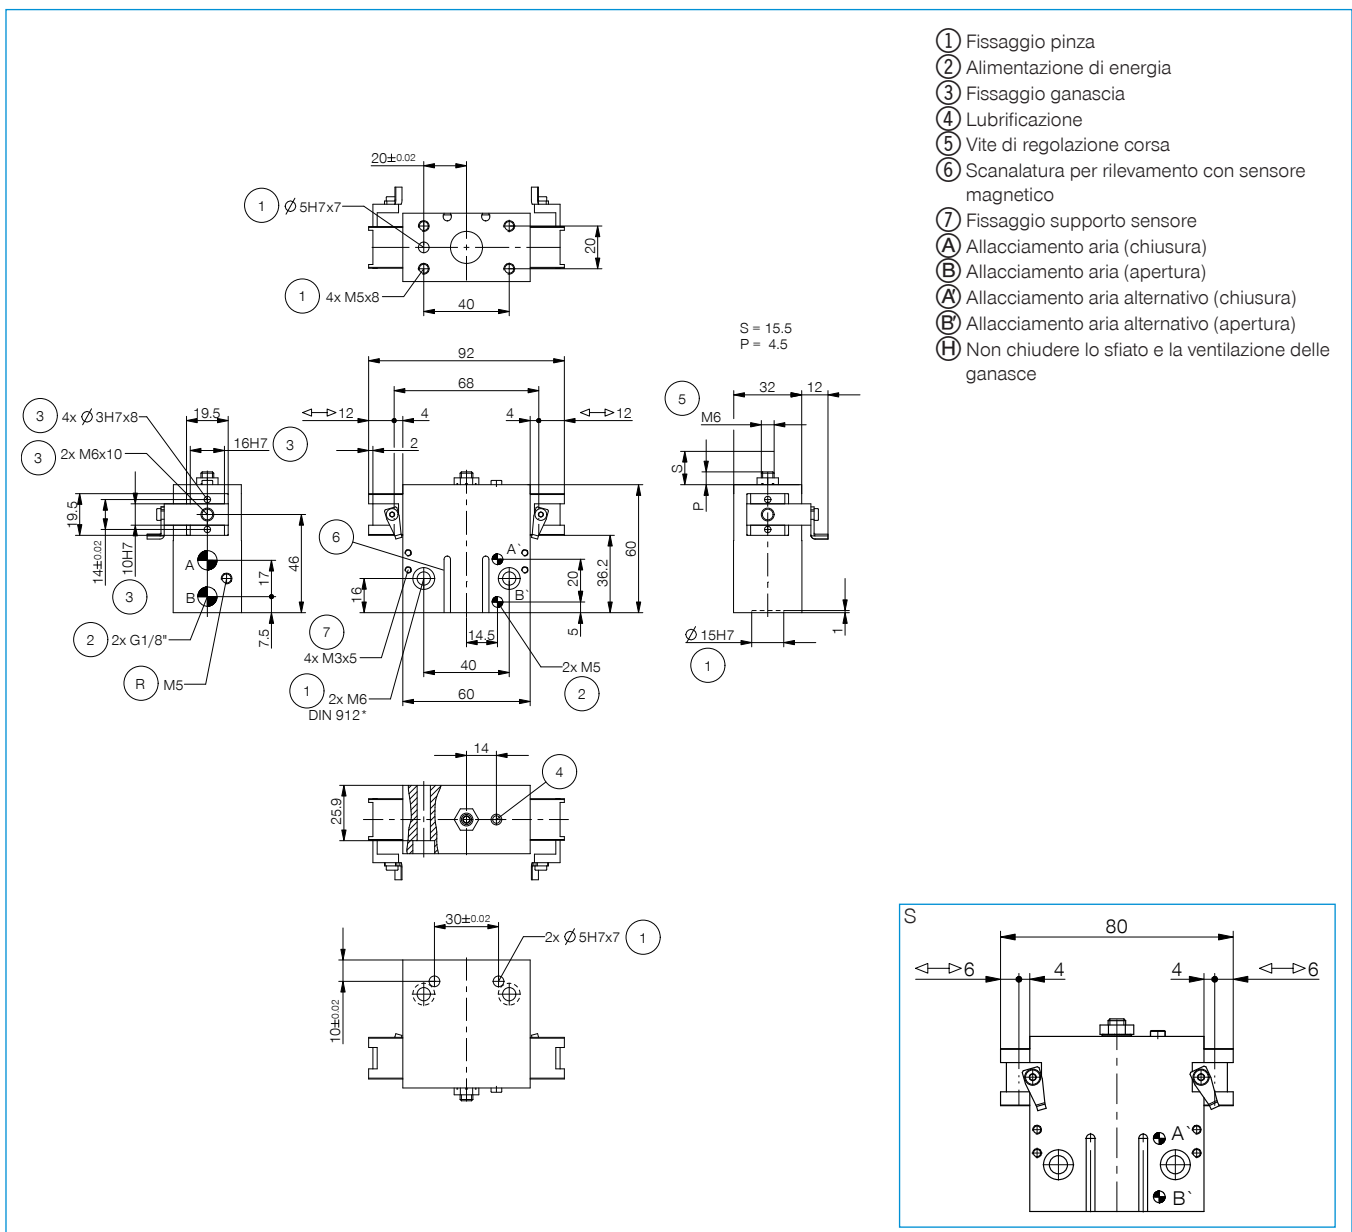 1 Fissaggio pinza
2 Alimentazione di energia
3 Fissaggio ganascia
4 Lubrificazione
5 Vite di regolazione corsa
6 Scanalatura per rilevamento con sensore
magnetico
7 Fissaggio supporto sensore
A Allacciamento aria (chiusura)
B Allacciamento aria (apertura)
A' Allacciamento aria alternativo (chiusura)
B' Allacciamento aria alternativo (apertura)
H Non chiudere lo sfiato e la ventilazione delle
ganasce
20±0.02
1 Ø 5H7x7
20
1 4x M5x8
40
S = 15.5
P = 4.5
92
68
12
4
4
12
2
3 4x Ø 3H7x8
19.5
3 2x M6x10
16H7 3
19.5
14±0.02
10H7
3
A
B
17
46
7.5
2 2x G1/8"
R M5
6
A`
B`
16
20
36.2
60
5
7
4x M3x5
14.5
40
1 2x M6
DIN 912*
60
2x M5
2
5
M6
32
12
S
P
Ø 15H7
1
1
14
4
25.9
30±0.02
2x Ø 5H7x7 1
10±0.02
S
80
6
4
4
6
A`
B`